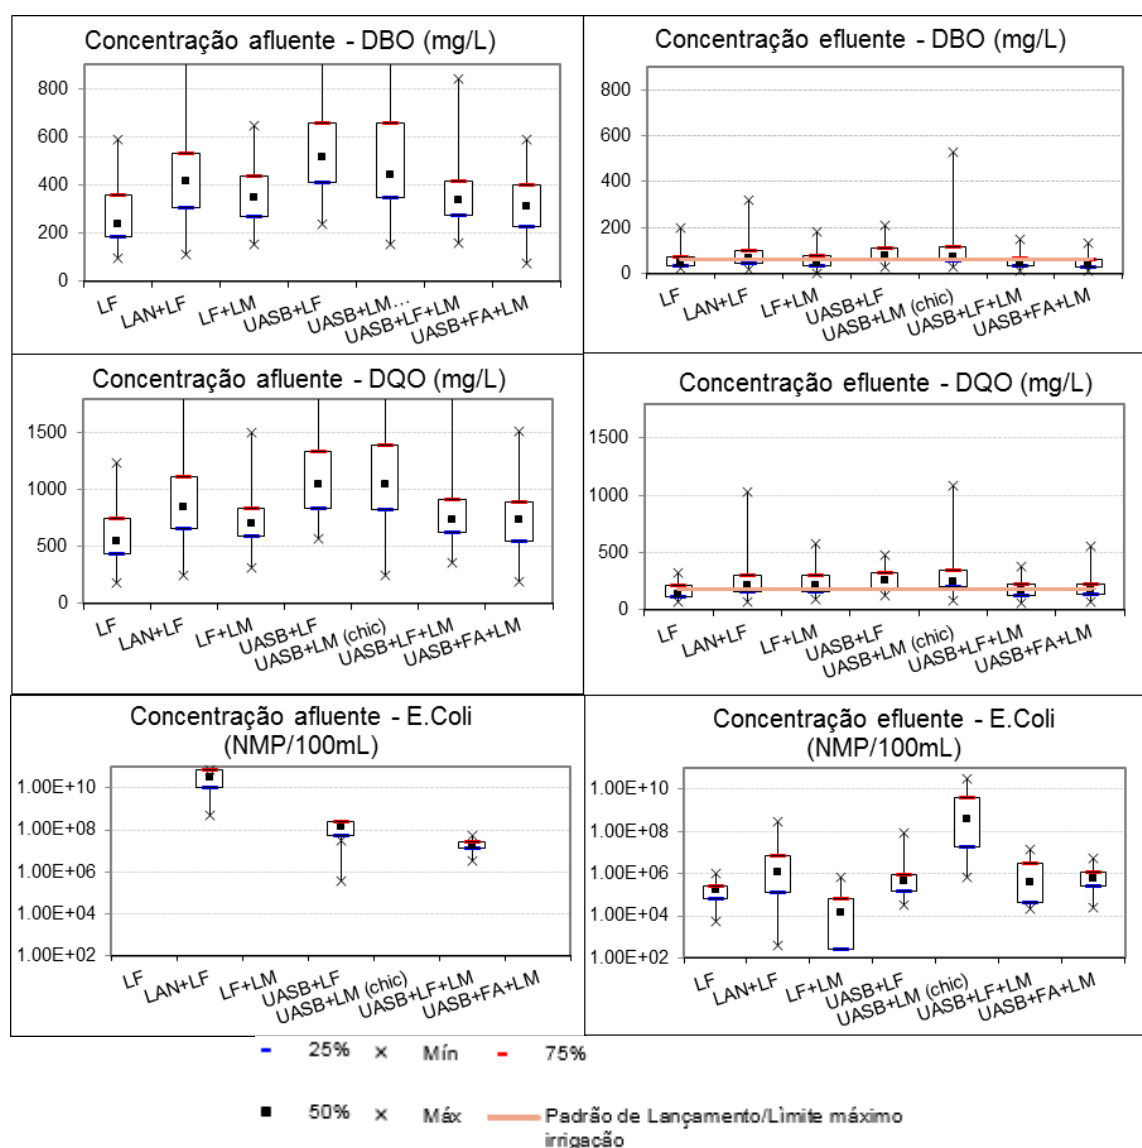 Concentração afluente - DBO (mg/L)
800
600
400
200
0
LF
LAN+LF
LF+LM
UASB+LF
UASB+LM...
UASB+LF+LM
UASB+FA+LM
Concentração efluente - DBO (mg/L)
800
600
400
200
0
LF
LAN+LF
LF+LM
UASB+LF
UASB+LM (chic)
UASB+LF+LM
UASB+FA+LM
Concentração afluente - DQO (mg/L)
1500
1000
500
0
LF
LAN+LF
LF+LM
UASB+LF
UASB+LM (chic)
UASB+LF+LM
UASB+FA+LM
Concentração efluente - DQO (mg/L)
1500
1000
500
0
LF
LAN+LF
LF+LM
UASB+LF
UASB+LM (chic)
UASB+LF+LM
UASB+FA+LM
Concentração afluente - E.Coli
(NMP/100mL)
1.00E+10
1.00E+08
1.00E+06
1.00E+04
1.00E+02
LF
LAN+LF
LF+LM
UASB+LF
UASB+LM (chic)
UASB+LF+LM
UASB+FA+LM
Concentração efluente - E.Coli
(NMP/100mL)
1.00E+10
1.00E+08
1.00E+06
1.00E+04
1.00E+02
LF
LAN+LF
LF+LM
UASB+LF
UASB+LM (chic)
UASB+LF+LM
UASB+FA+LM
25% Mín 75%
50% Máx Padrão de Lançamento/Lìmite máximo
irrigação